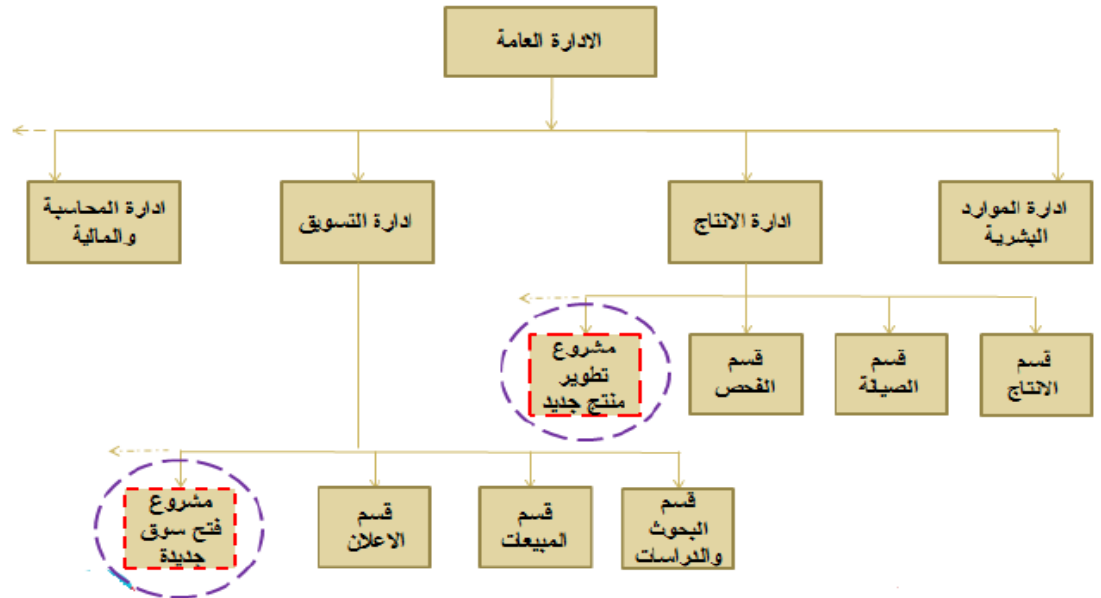 الادارة العامة
ادارة الموارد
البشرية
ادارة الانتاج
ادارة التسويق
ادارة المحاسبة
والمالية
قسم
الانتاج
قسم
الصيانة
قسم
الفحص
مشروع
تطوير
منتج جديد
قسم
البحوث
والدراسات
قسم
المبيعات
قسم
الاعلان
مشروع
فتح سوق
جديدة